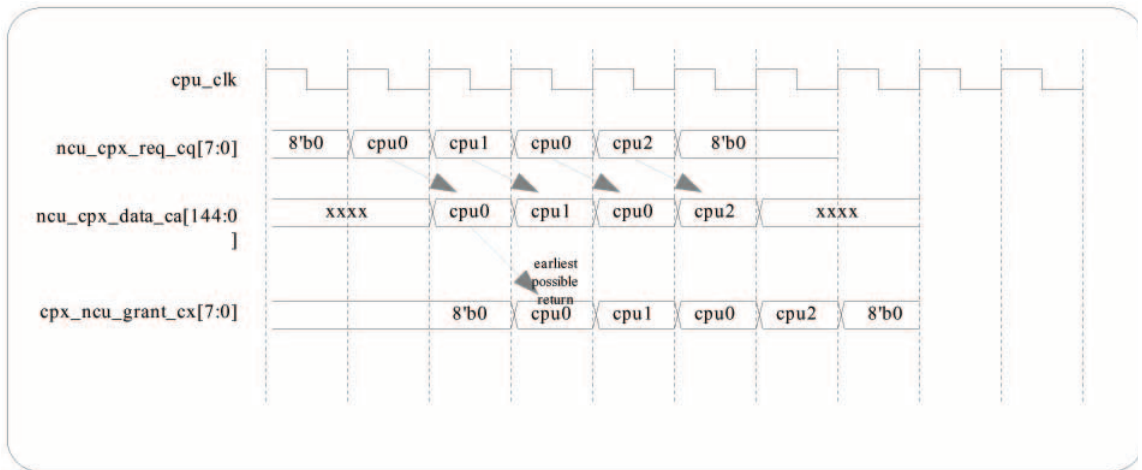 cpu_clk
ncu_cpx_req_cq[7:0] 8'b0 cpu0 cpu1 cpu0 cpu2 8'b0
ncu_cpx_data_ca[144:0
] xxxx cpu0 cpu1 cpu0 cpu2 xxxx
earliest
possible
return
cpx_ncu_grant_cx[7:0] 8'b0 cpu0 cpu1 cpu0 cpu2 8'b0